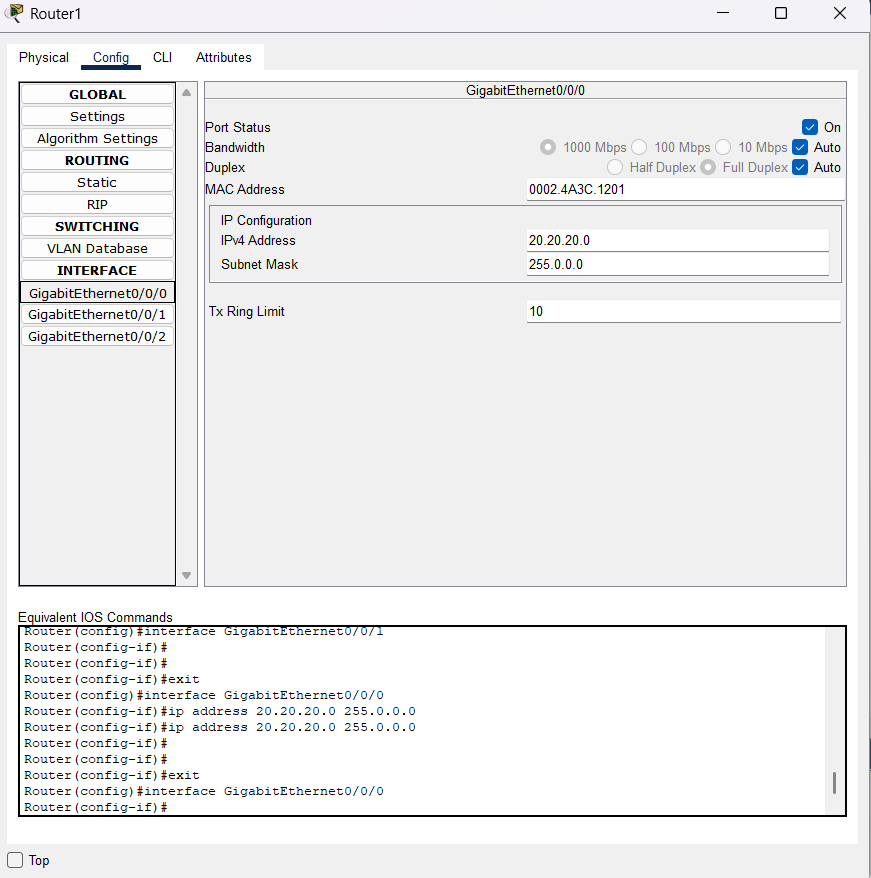 Router1
Physical Config CLI Attributes
GLOBAL
Settings
Algorithm Settings
ROUTING
Static
RIP
SWITCHING
VLAN Database
INTERFACE
GigabitEthernet0/0/0
GigabitEthernet0/0/1
GigabitEthernet0/0/2
GigabitEthernet0/0/0
Port Status On
Bandwidth 1000 Mbps 100 Mbps 10 Mbps Auto
Duplex Half Duplex Full Duplex Auto
MAC Address 0002.4A3C.1201
IP Configuration
IPv4 Address 20.20.20.0
Subnet Mask 255.0.0.0
Tx Ring Limit 10
Equivalent IOS Commands
Router(config)#interface GigabitEthernet0/0/1
Router(config-if)#
Router(config-if)#
Router(config-if)#exit
Router(config)#interface GigabitEthernet0/0/0
Router(config-if)#ip address 20.20.20.0 255.0.0.0
Router(config-if)#ip address 20.20.20.0 255.0.0.0
Router(config-if)#
Router(config-if)#
Router(config-if)#exit
Router(config)#interface GigabitEthernet0/0/0
Router(config-if)#
Top